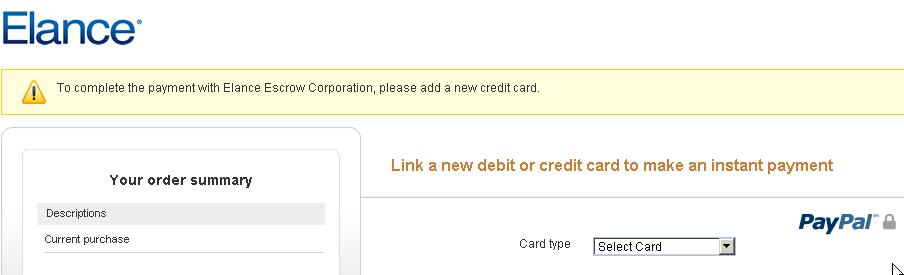 Elance®
To complete the payment with Elance Escrow Corporation, please add a new credit card.
Your order summary
Descriptions
Current purchase
Link a new debit or credit card to make an instant payment
PayPal™
Card type
Select Card